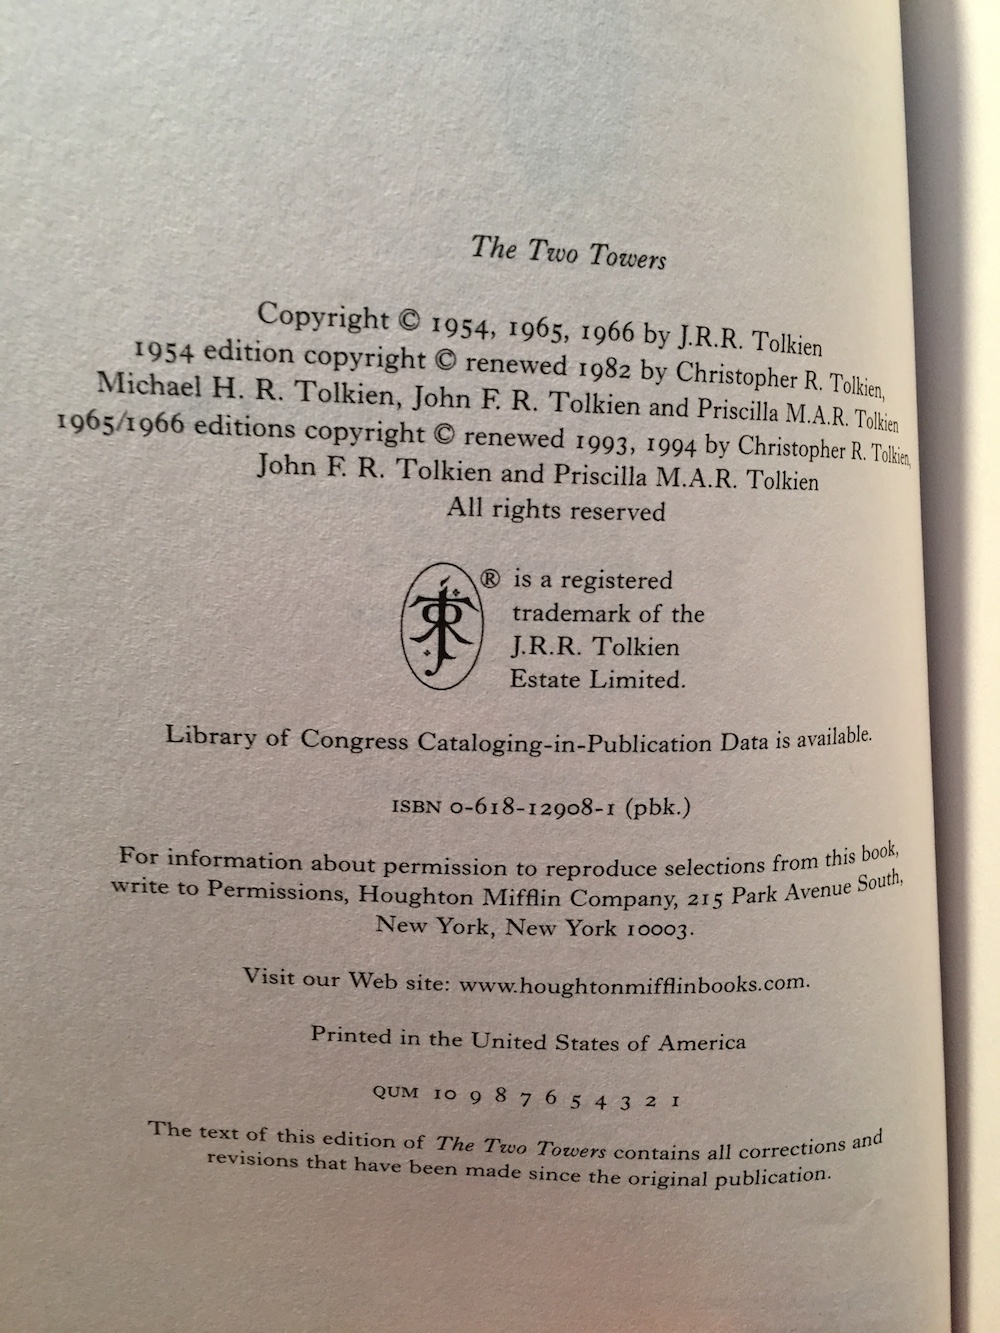 The Two Towers
Copyright © 1954, 1965, 1966 by J.R.R. Tolkien
1954 edition copyright © renewed 1982 by Christopher R. Tolkien,
Michael H. R. Tolkien, John F. R. Tolkien and Priscilla M.A.R. Tolkien
1965/1966 editions copyright © renewed 1993, 1994 by Christopher R. Tolkien,
John F. R. Tolkien and Priscilla M.A.R. Tolkien
All rights reserved
® is a registered
trademark of the
J.R.R. Tolkien
Estate Limited.
Library of Congress Cataloging-in-Publication Data is available.
ISBN 0-618-12908-1 (pbk.)
For information about permission to reproduce selections from this book,
write to Permissions, Houghton Mifflin Company, 215 Park Avenue South,
New York, New York 10003.
Visit our Web site: www.houghtonmifflinbooks.com.
Printed in the United States of America
QUM 10 9 8 7 6 5 4 3 2 1
The text of this edition of The Two Towers contains all corrections and
revisions that have been made since the original publication.